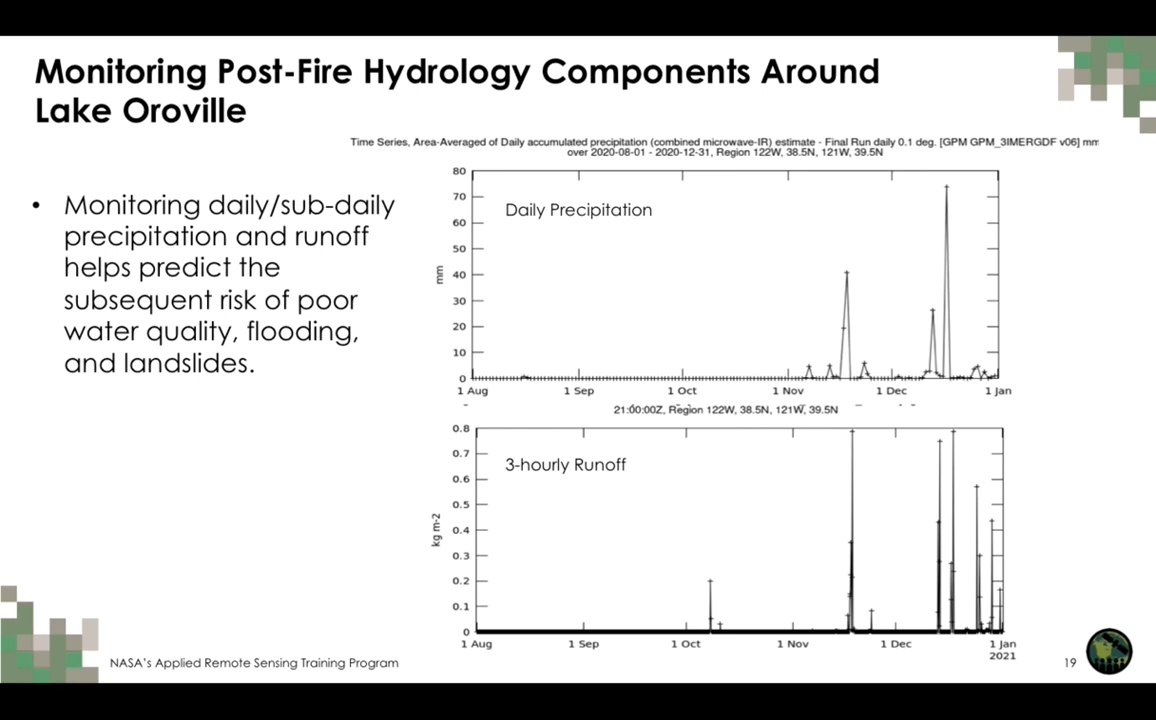 Monitoring Post-Fire Hydrology Components Around
Lake Oroville
• Monitoring daily/sub-daily
precipitation and runoff
helps predict the
subsequent risk of poor
water quality, flooding,
and landslides.
Time Series, Area-Averaged of Daily accumulated precipitation (combined microwave-IR) estimate - Final Run daily 0.1 deg. [GPM GPM_3IMERGDF v06] mm
over 2020-08-01 - 2020-12-31, Region 122W, 38.5N, 121W, 39.5N
Daily Precipitation
mm
80
70
60
50
40
30
20
10
0
1 Aug 1 Sep 1 Oct 1 Nov 1 Dec 1 Jan
21:00:00Z, Region 122W, 38.5N, 121W, 39.5N
3-hourly Runoff
kg m-2
0.8
0.7
0.6
0.5
0.4
0.3
0.2
0.1
0
1 Aug 1 Sep 1 Oct 1 Nov 1 Dec 1 Jan
2021
NASA's Applied Remote Sensing Training Program
19